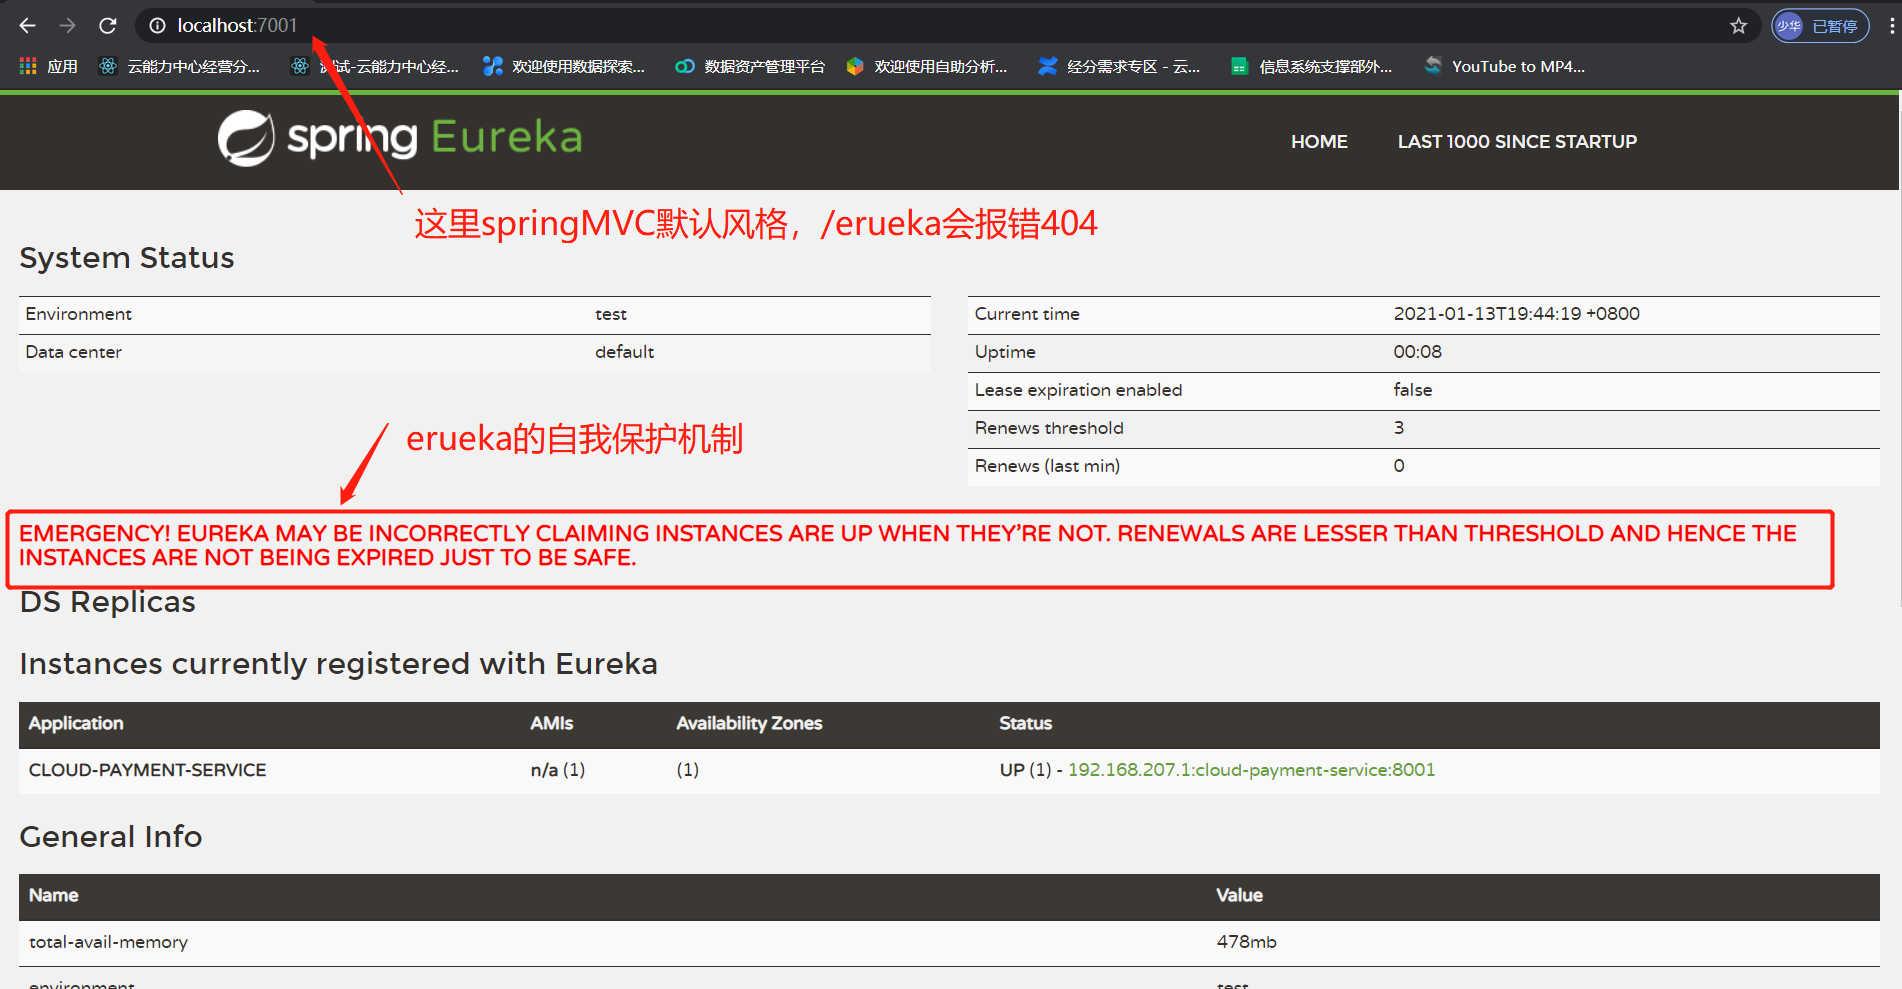 localhost:7001
少华 已暂停
应用 云能力中心经营分... 测试-云能力中心经... 欢迎使用数据探索... 数据资产管理平台 欢迎使用自助分析... 经分需求专区 - 云... 信息系统支撑部外... YouTube to MP4...
spring Eureka
HOME LAST 1000 SINCE STARTUP
这里springMVC默认风格，/erueka会报错404
System Status
Environment test
Data center default
Current time 2021-01-13T19:44:19 +0800
Uptime 00:08
Lease expiration enabled false
Renews threshold 3
Renews (last min) 0
erueka的自我保护机制
EMERGENCY! EUREKA MAY BE INCORRECTLY CLAIMING INSTANCES ARE UP WHEN THEY'RE NOT. RENEWALS ARE LESSER THAN THRESHOLD AND HENCE THE
INSTANCES ARE NOT BEING EXPIRED JUST TO BE SAFE.
DS Replicas
Instances currently registered with Eureka
Application AMIs Availability Zones Status
CLOUD-PAYMENT-SERVICE n/a (1) (1) UP (1) - 192.168.207.1:cloud-payment-service:8001
General Info
Name Value
total-avail-memory 478mb
environment test